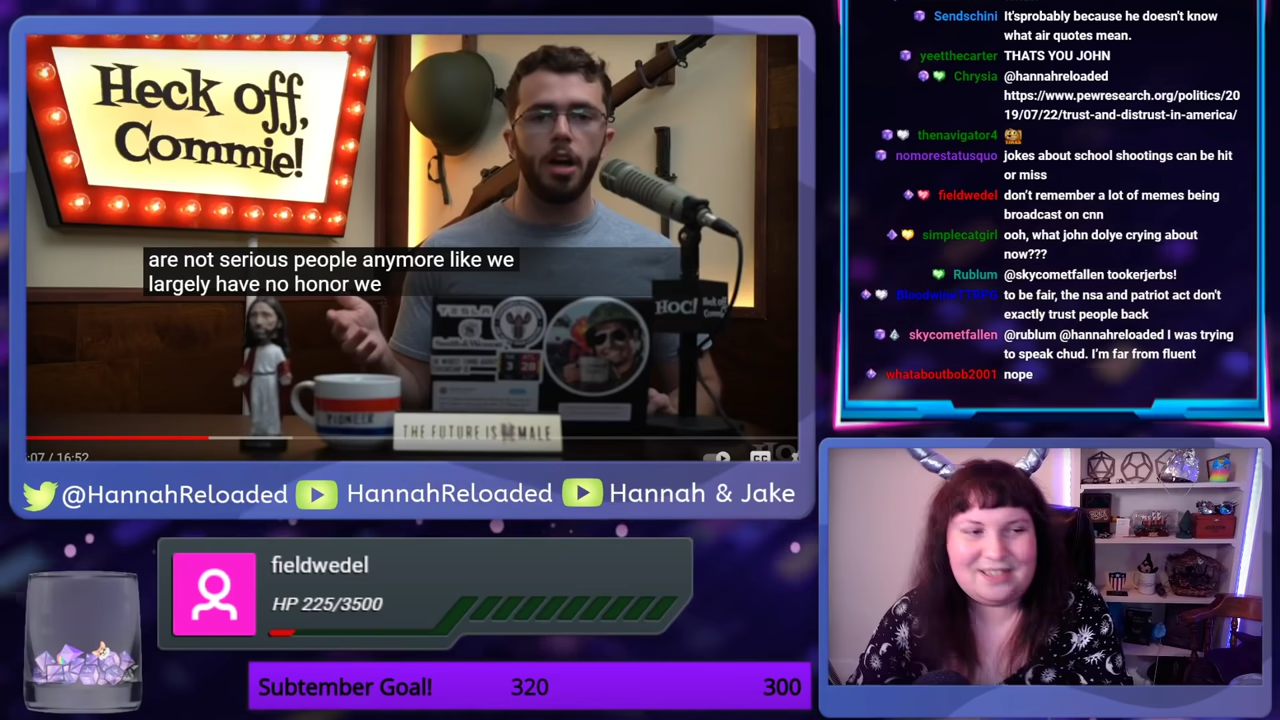 Heck off,
Commie!
are not serious people anymore like we
largely have no honor we
TESLA
HOC!
Heck off
Commie!
PIONEER
THE FUTURE IS MALE
:07 / 16:52
CC
@HannahReloaded
HannahReloaded
Hannah & Jake
fieldwedel
HP 225/3500
Subtember Goal! 320 300
Sendschini It'sprobably because he doesn't know
what air quotes mean.
yeetthecarter THATS YOU JOHN
Chrysia @hannahreloaded
https://www.pewresearch.org/politics/20
19/07/22/trust-and-distrust-in-america/
thenavigator4
nomorestatusquo jokes about school shootings can be hit
or miss
fieldwedel don't remember a lot of memes being
broadcast on cnn
simplecatgirl ooh, what john dolye crying about
now???
Rublum @skycometfallen tookerjerbs!
BloodwineTTRPG to be fair, the nsa and patriot act don't
exactly trust people back
skycometfallen @rublum @hannahreloaded I was trying
to speak chud. I'm far from fluent
whataboutbob2001 nope